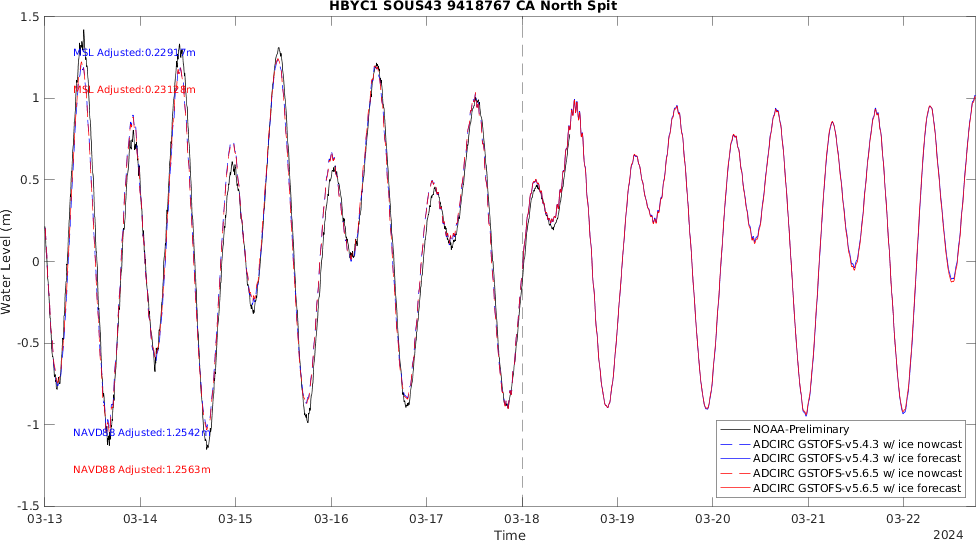 HBYC1 SOUS43 9418767 CA North Spit
1.5
1
0.5
0
-0.5
-1
-1.5
Water Level (m)
MSL Adjusted:0.22917m
MSL Adjusted:0.23128m
NAVD88 Adjusted:1.2542m
NAVD88 Adjusted:1.2563m
NOAA-Preliminary
ADCIRC GSTOFS-v5.4.3 w/ ice nowcast
ADCIRC GSTOFS-v5.4.3 w/ ice forecast
ADCIRC GSTOFS-v5.6.5 w/ ice nowcast
ADCIRC GSTOFS-v5.6.5 w/ ice forecast
03-13 03-14 03-15 03-16 03-17 03-18 03-19 03-20 03-21 03-22
Time
2024